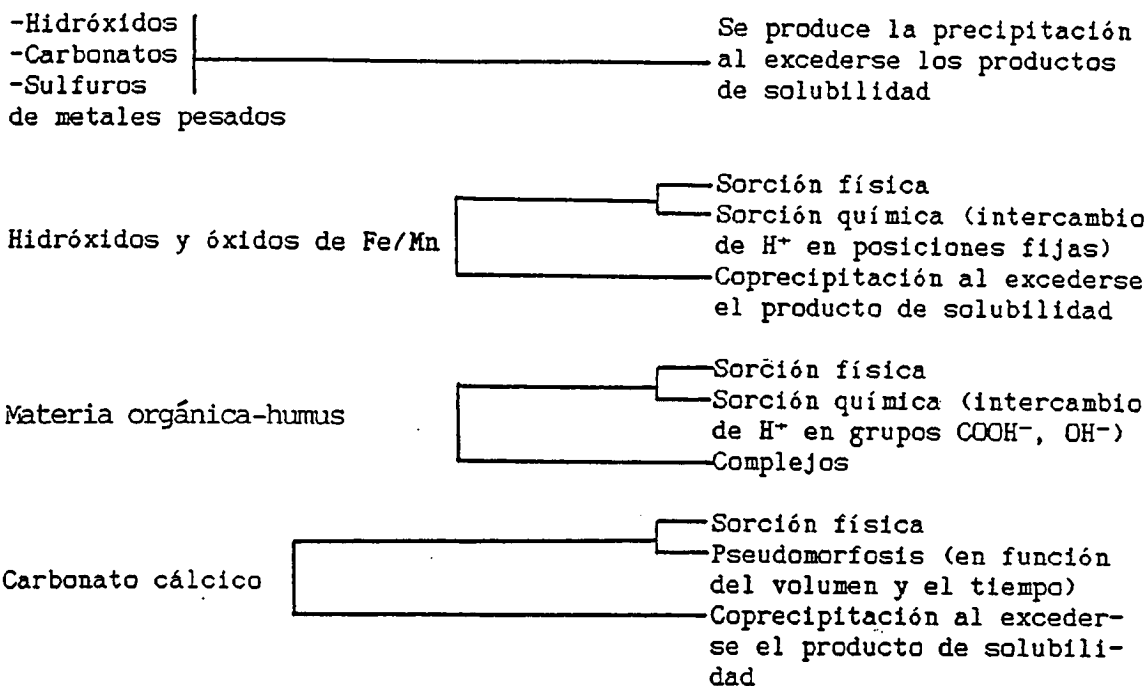 -Hidróxidos
-Carbonatos
-Sulfuros
de metales pesados
Se produce la precipitación
al excederse los productos
de solubilidad
Hidróxidos y óxidos de Fe/Mn
Sorción física
Sorción química (intercambio
de H⁺ en posiciones fijas)
Coprecipitación al excederse
el producto de solubilidad
Materia orgánica-humus
Sorción física
Sorción química (intercambio
de H⁺ en grupos COOH⁻, OH⁻)
Complejos
Carbonato cálcico
Sorción física
Pseudomorfosis (en función
del volumen y el tiempo)
Coprecipitación al exceder-
se el producto de solubili-
dad